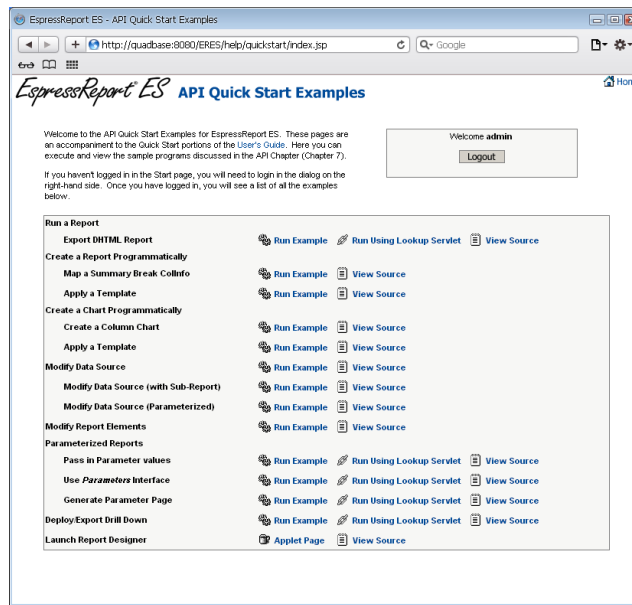 EspressReport ES - API Quick Start Examples
http://quadbase:8080/ERES/help/quickstart/index.jsp
Google
Hom
EspressReport ES API Quick Start Examples
Welcome to the API Quick Start Examples for EspressReport ES. These pages are
an accompaniment to the Quick Start portions of the User's Guide. Here you can
execute and view the sample programs discussed in the API Chapter (Chapter 7).
If you haven't logged in in the Start page, you will need to login in the dialog on the
right-hand side. Once you have logged in, you will see a list of all the examples
below.
Welcome admin
Logout
Run a Report
Export DHTML Report Run Example Run Using Lookup Servlet View Source
Create a Report Programmatically
Map a Summary Break ColInfo Run Example View Source
Apply a Template Run Example View Source
Create a Chart Programmatically
Create a Column Chart Run Example View Source
Apply a Template Run Example View Source
Modify Data Source Run Example View Source
Modify Data Source (with Sub-Report) Run Example View Source
Modify Data Source (Parameterized) Run Example View Source
Modify Report Elements Run Example View Source
Parameterized Reports
Pass in Parameter values Run Example Run Using Lookup Servlet View Source
Use Parameters Interface Run Example Run Using Lookup Servlet View Source
Generate Parameter Page Run Example Run Using Lookup Servlet View Source
Deploy/Export Drill Down Run Example Run Using Lookup Servlet View Source
Launch Report Designer Applet Page View Source